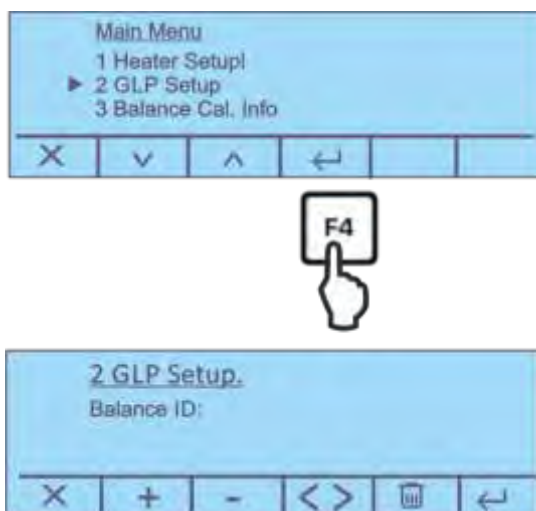 Main Menu
1 Heater Setupl
2 GLP Setup
3 Balance Cal. Info
F4
2 GLP Setup.
Balance ID: